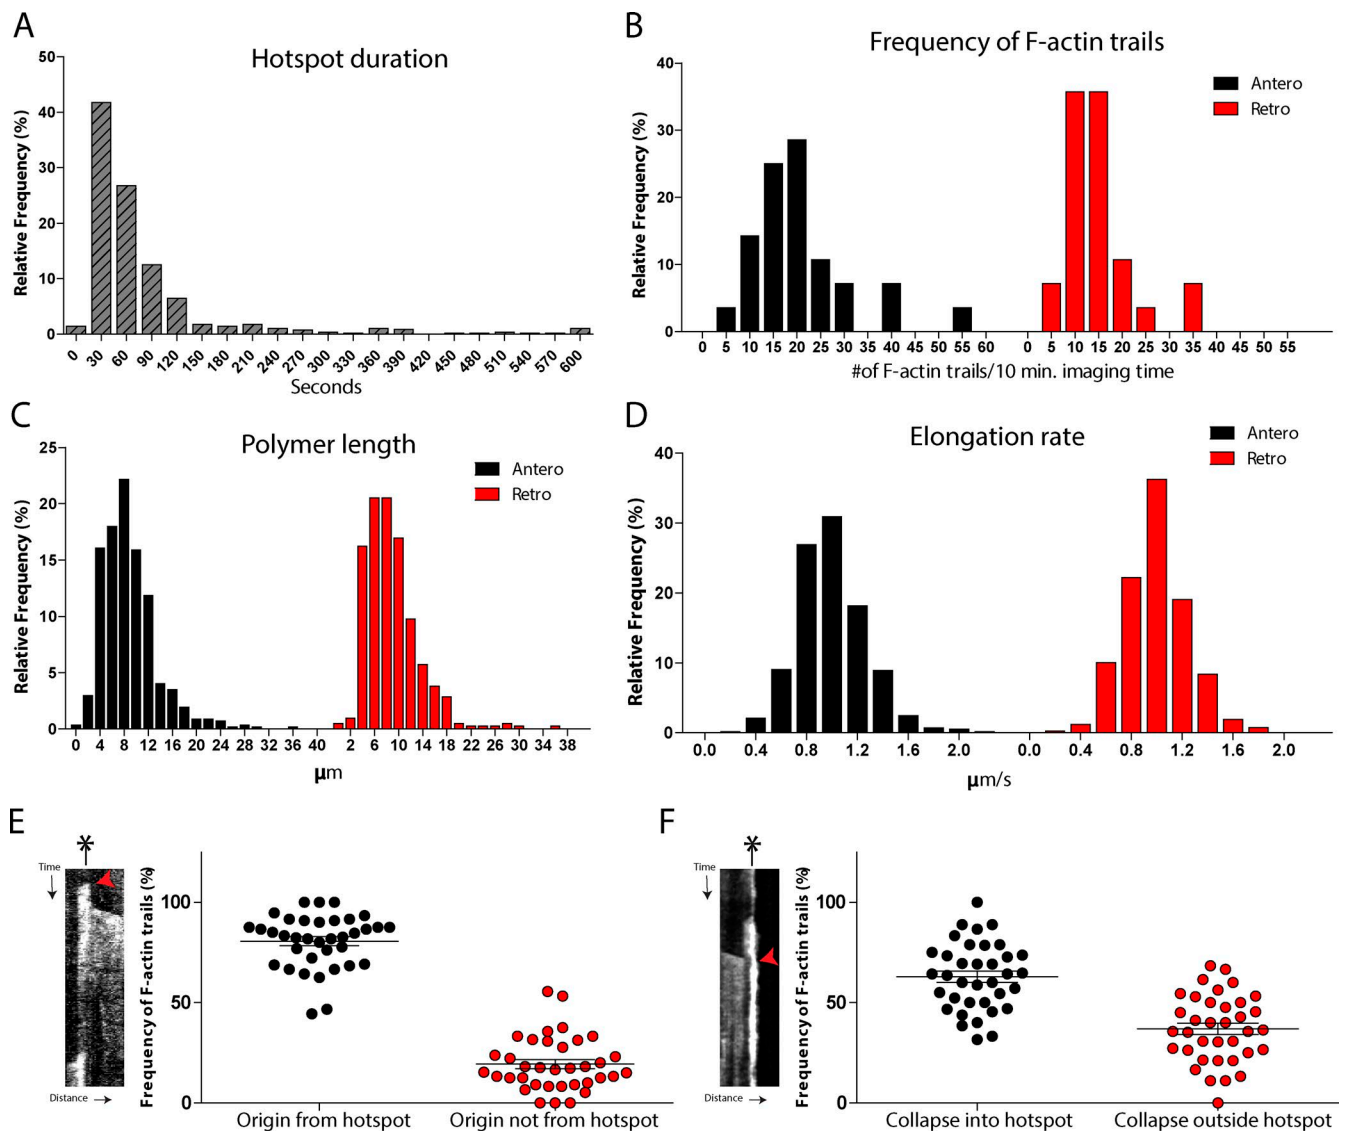 A
Hotspot duration
Relative Frequency (%)
50
40
30
20
10
0
0 30 60 90 120 150 180 210 240 270 300 330 360 390 420 450 480 510 540 570 600
Seconds
B
Frequency of F-actin trails
Antero
Retro
Relative Frequency (%)
40
30
20
10
0
0 5 10 15 20 25 30 35 40 45 50 55 60 0 5 10 15 20 25 30 35 40 45 50 55
#of F-actin trails/10 min. imaging time
C
Polymer length
Antero
Retro
Relative Frequency (%)
25
20
15
10
5
0
0 4 8 12 16 20 24 28 32 36 40 2 6 10 14 18 22 26 30 34 38
μm
D
Elongation rate
Antero
Retro
Relative Frequency (%)
40
30
20
10
0
0.0 0.4 0.8 1.2 1.6 2.0 0.0 0.4 0.8 1.2 1.6 2.0
μm/s
E
*
Time
Distance
Frequency of F-actin trails (%)
100
50
0
Origin from hotspot Origin not from hotspot
F
*
Time
Distance
Frequency of F-actin trails (%)
100
50
0
Collapse into hotspot Collapse outside hotspot